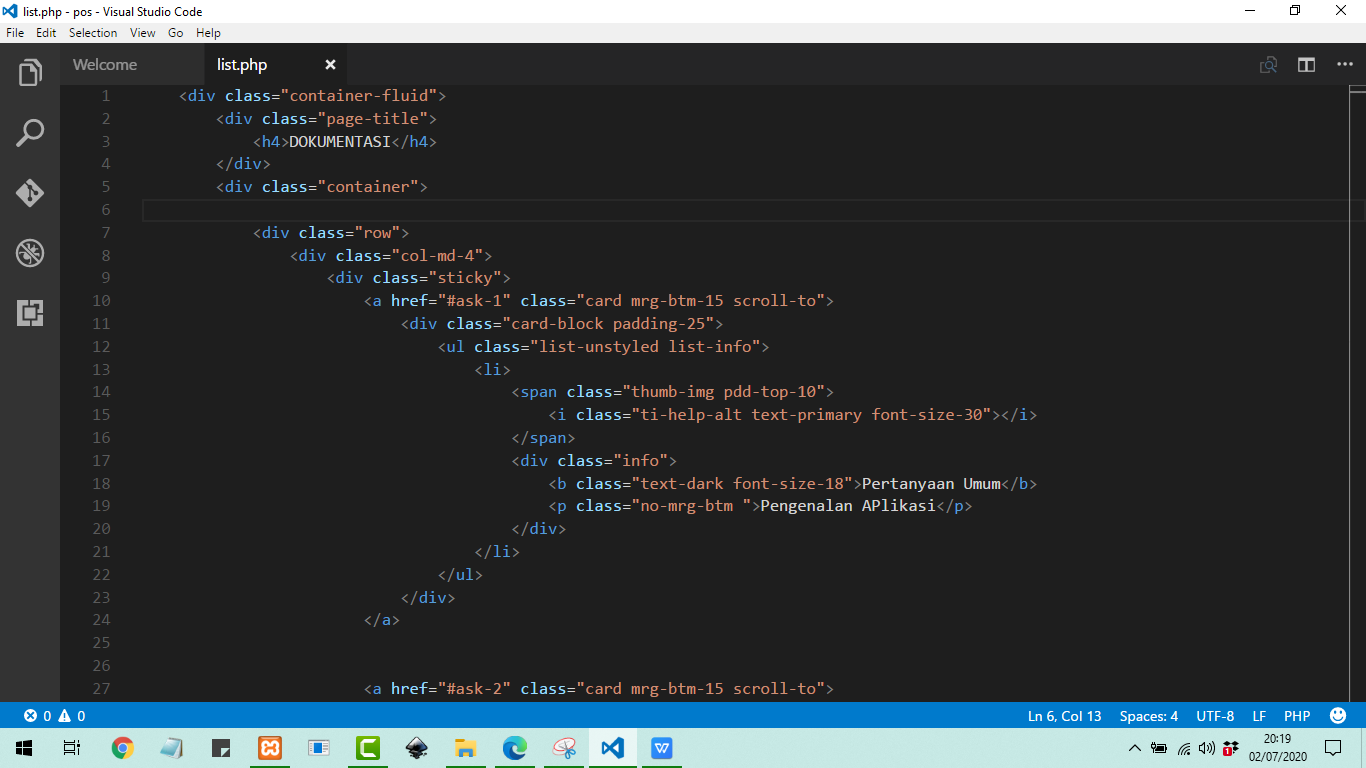 list.php - pos - Visual Studio Code
File Edit Selection View Go Help
Welcome list.php
1 <div class="container-fluid">
2 <div class="page-title">
3 <h4>DOKUMENTASI</h4>
4 </div>
5 <div class="container">
6
7 <div class="row">
8 <div class="col-md-4">
9 <div class="sticky">
10 <a href="#ask-1" class="card mrg-btm-15 scroll-to">
11 <div class="card-block padding-25">
12 <ul class="list-unstyled list-info">
13 <li>
14 <span class="thumb-img pdd-top-10">
15 <i class="ti-help-alt text-primary font-size-30"></i>
16 </span>
17 <div class="info">
18 <b class="text-dark font-size-18">Pertanyaan Umum</b>
19 <p class="no-mrg-btm ">Pengenalan APlikasi</p>
20 </div>
21 </li>
22 </ul>
23 </div>
24 </a>
25
26
27 <a href="#ask-2" class="card mrg-btm-15 scroll-to">
0 0 Ln 6, Col 13 Spaces: 4 UTF-8 LF PHP
20:19
02/07/2020